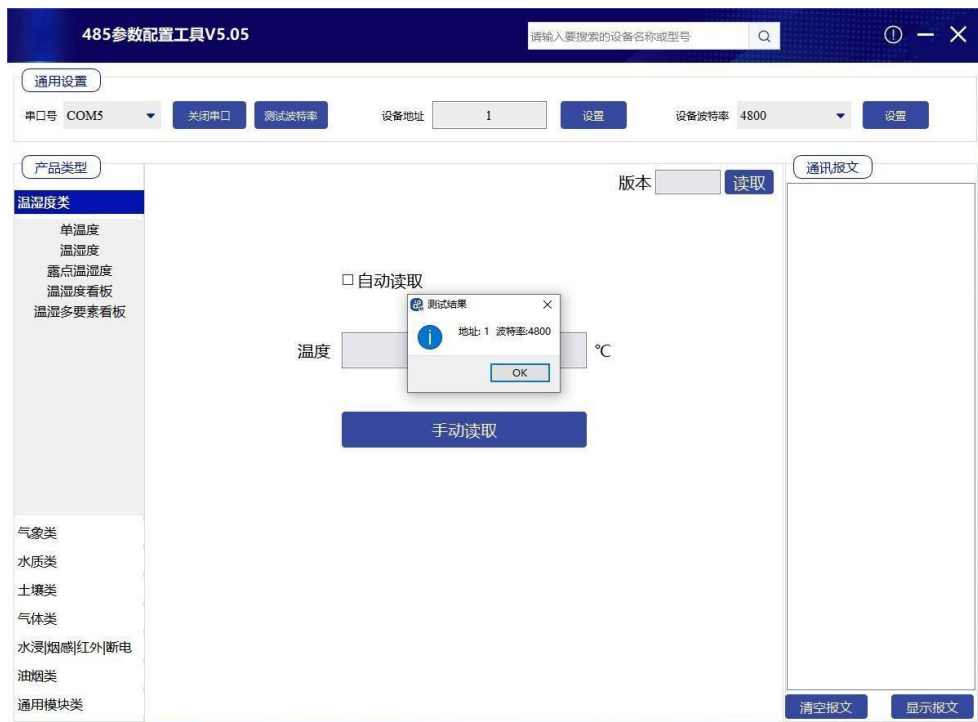 485参数配置工具V5.05
请输入要搜索的设备名称或型号
通用设置
串口号 COM5 关闭串口 测试波特率 设备地址 1 设置 设备波特率 4800 设置
产品类型
温湿度类
单温度
温湿度
露点温湿度
温湿度看板
温湿多要素看板
气象类
水质类
土壤类
气体类
水浸|烟感|红外|断电
油烟类
通用模块类
版本 读取
自动读取
测试结果
地址: 1 波特率:4800
OK
温度 ℃
手动读取
通讯报文
清空报文 显示报文